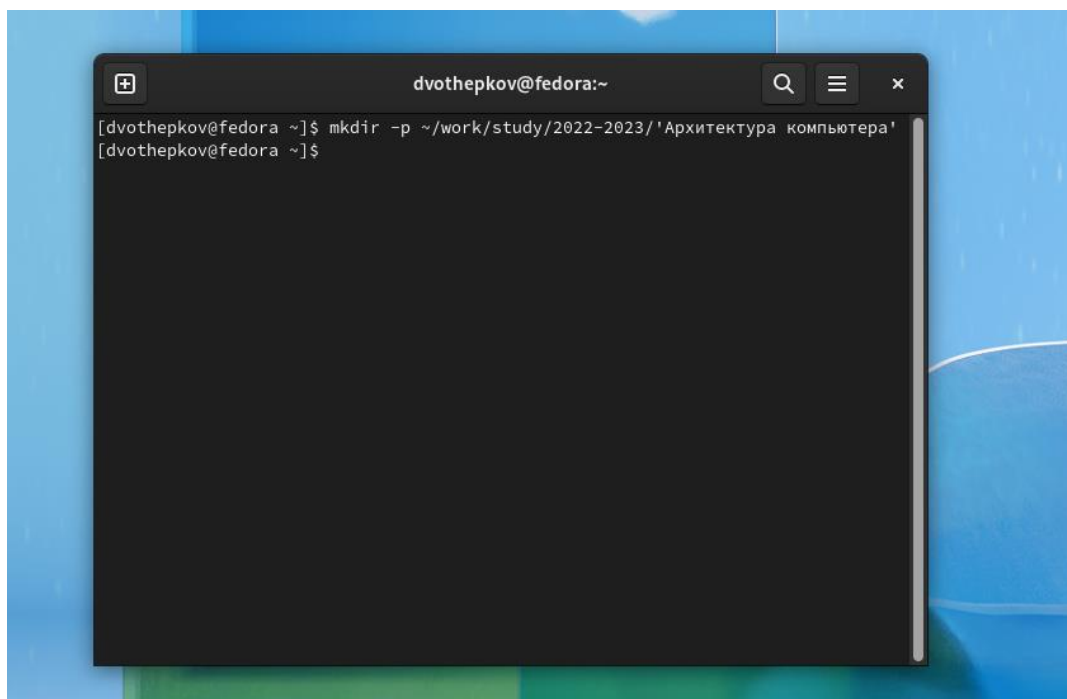 dvothepkov@fedora:~
[dvothepkov@fedora ~]$ mkdir -p ~/work/study/2022-2023/'Архитектура компьютера'
[dvothepkov@fedora ~]$